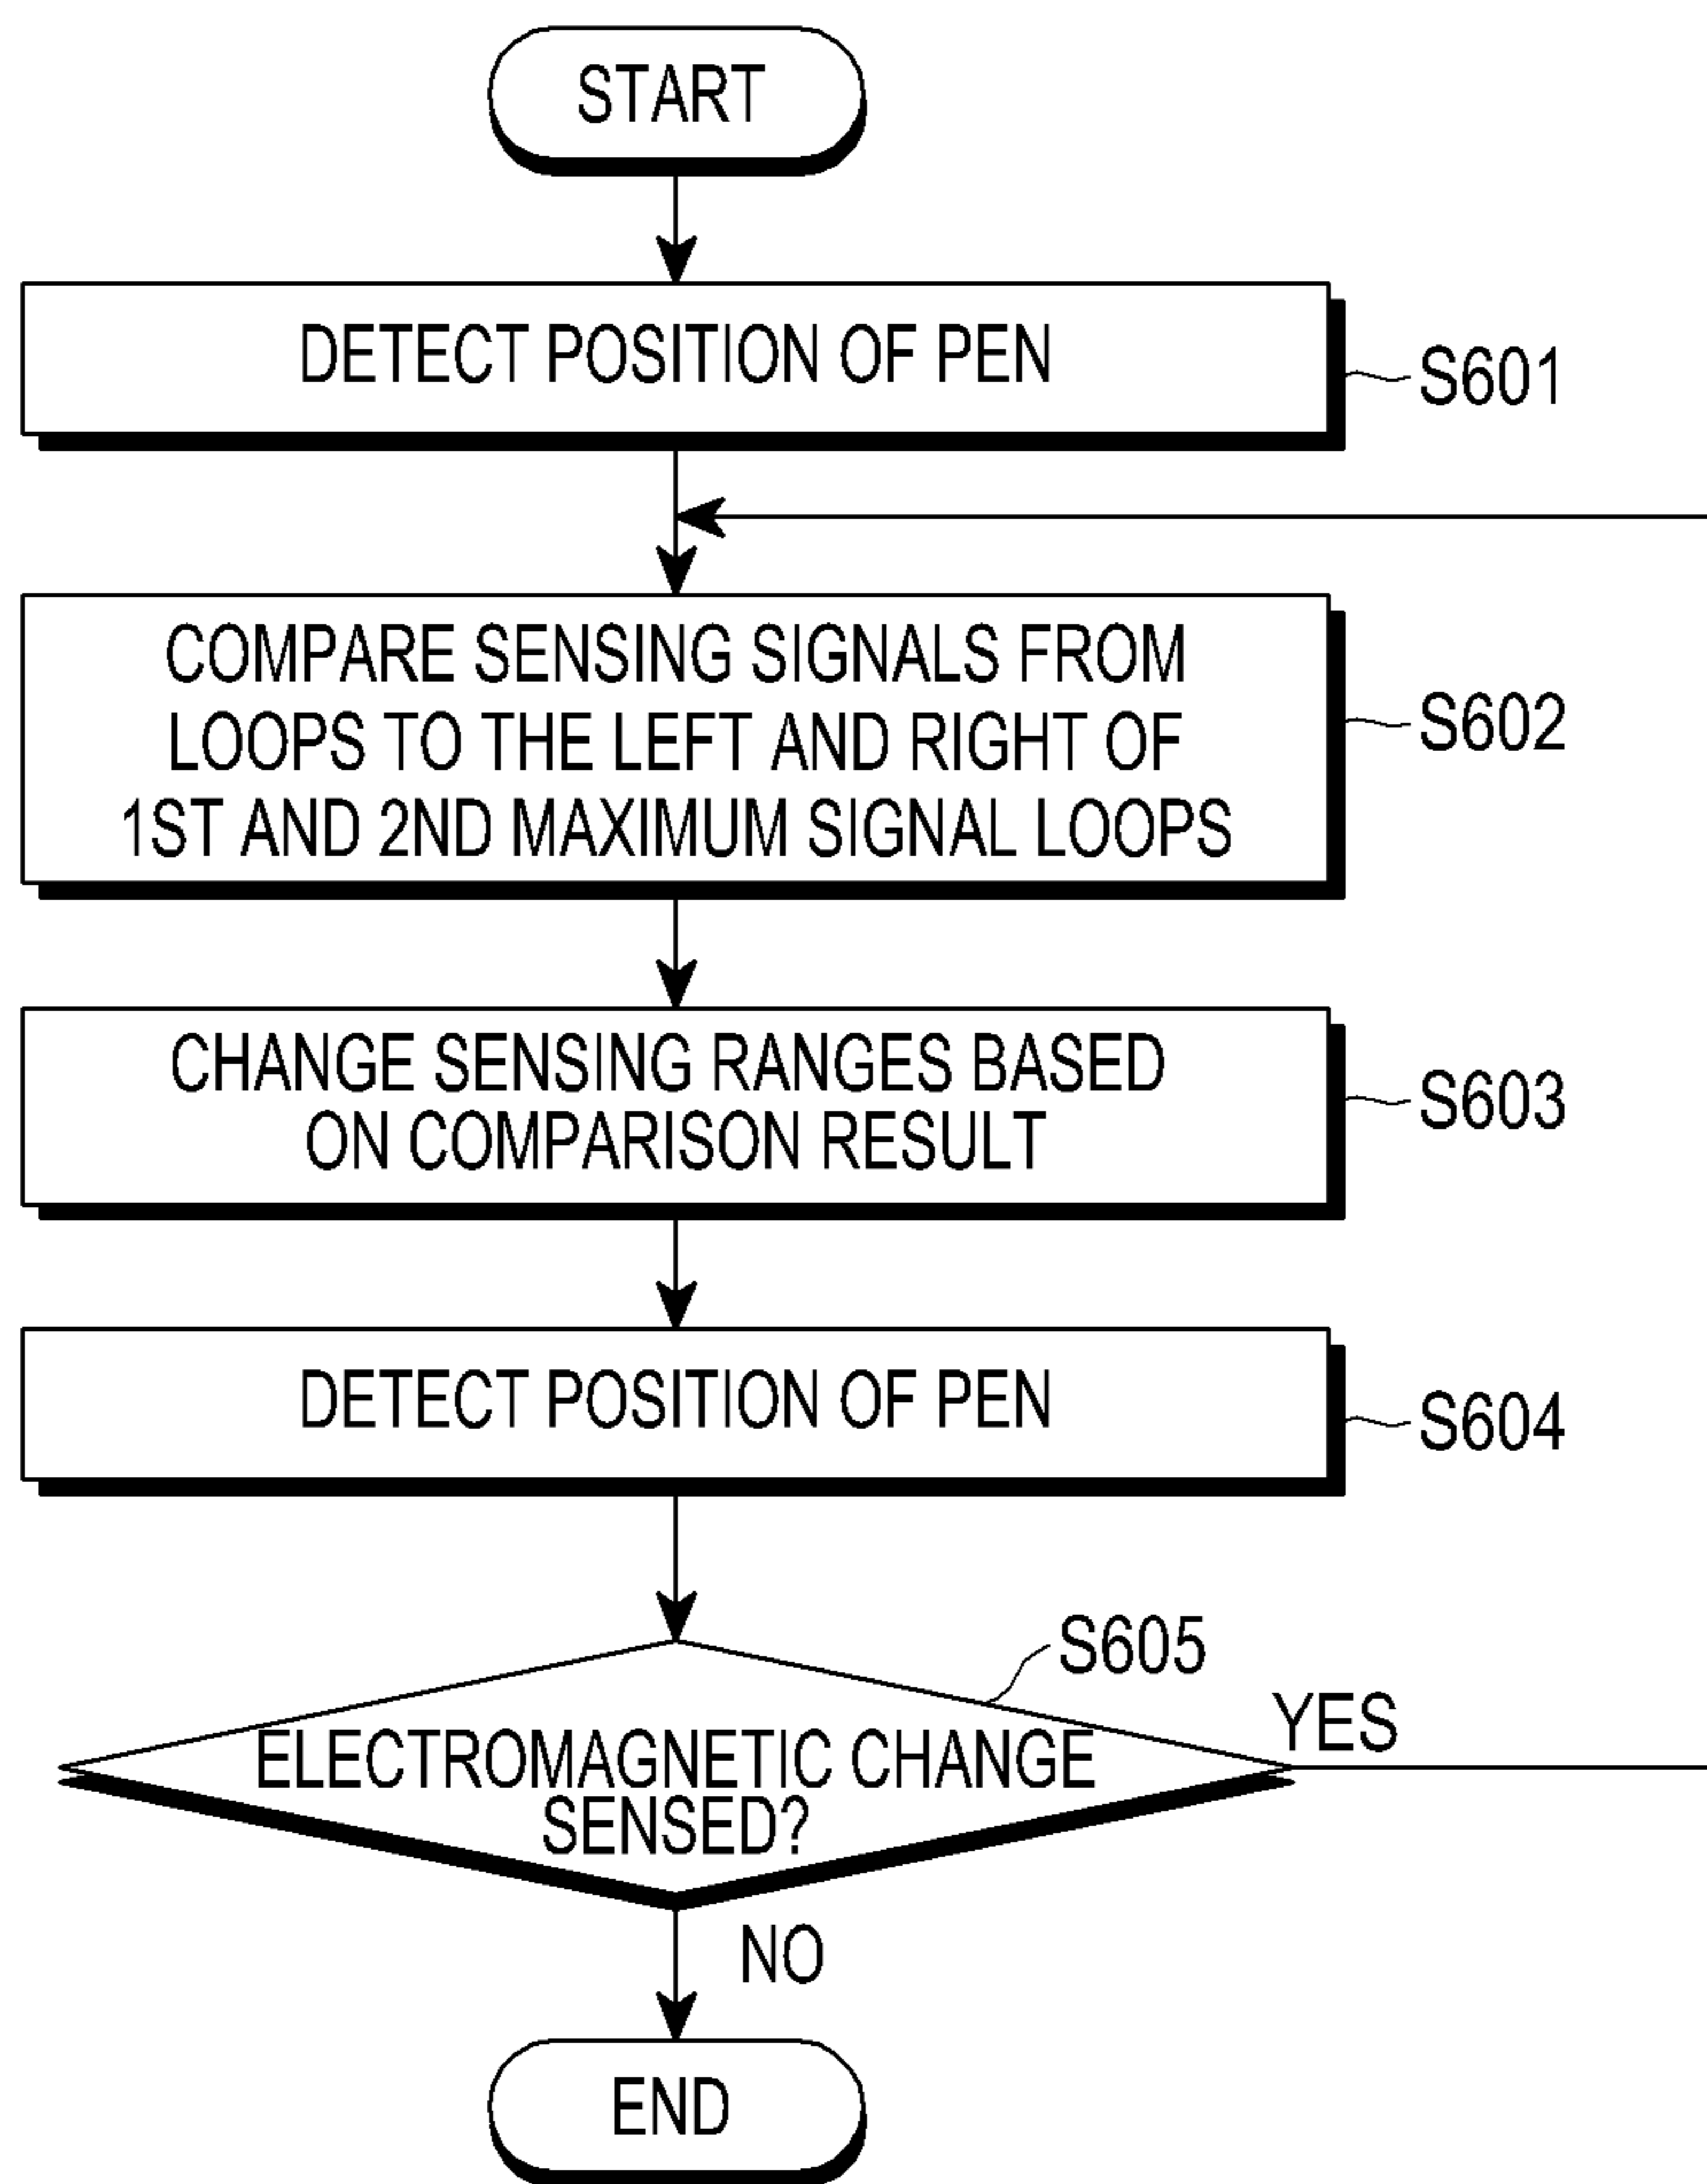 START
DETECT POSITION OF PEN
S601
COMPARE SENSING SIGNALS FROM
LOOPS TO THE LEFT AND RIGHT OF
1ST AND 2ND MAXIMUM SIGNAL LOOPS
S602
CHANGE SENSING RANGES BASED
ON COMPARISON RESULT
S603
DETECT POSITION OF PEN
S604
S605
ELECTROMAGNETIC CHANGE
SENSED?
YES
NO
END